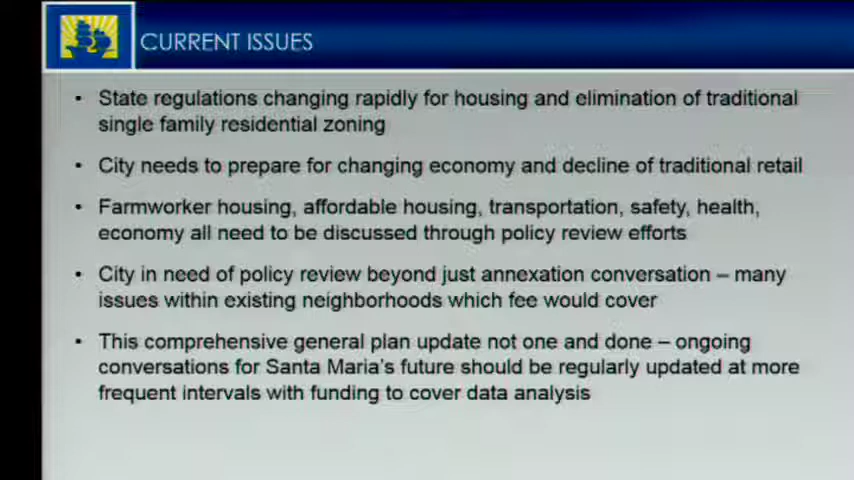 CURRENT ISSUES
• State regulations changing rapidly for housing and elimination of traditional
single family residential zoning
• City needs to prepare for changing economy and decline of traditional retail
• Farmworker housing, affordable housing, transportation, safety, health,
economy all need to be discussed through policy review efforts
• City in need of policy review beyond just annexation conversation – many
issues within existing neighborhoods which fee would cover
• This comprehensive general plan update not one and done – ongoing
conversations for Santa Maria's future should be regularly updated at more
frequent intervals with funding to cover data analysis